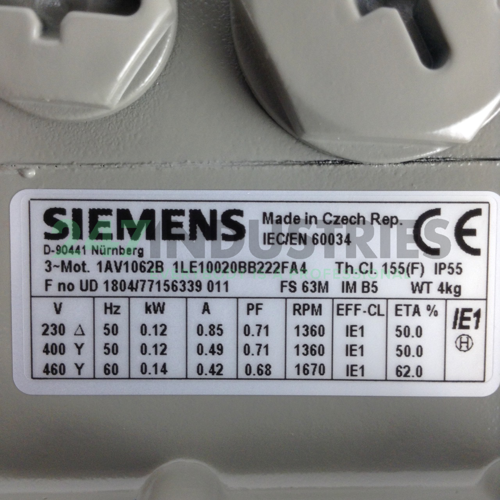 SIEMENS Made in Czech Rep. CE
D-90441 Nürnberg IEC/EN 60034
3~Mot. 1AV1062B 1LE10020BB222FA4 Th.Cl. 155(F) IP55
F no UD 1804/77156339 011 FS 63M IM B5 WT 4kg
V Hz kW A PF RPM EFF-CL ETA % IE1
230 Δ 50 0.12 0.85 0.71 1360 IE1 50.0
400 Y 50 0.12 0.49 0.71 1360 IE1 50.0
460 Y 60 0.14 0.42 0.68 1670 IE1 62.0
INDUSTRIES